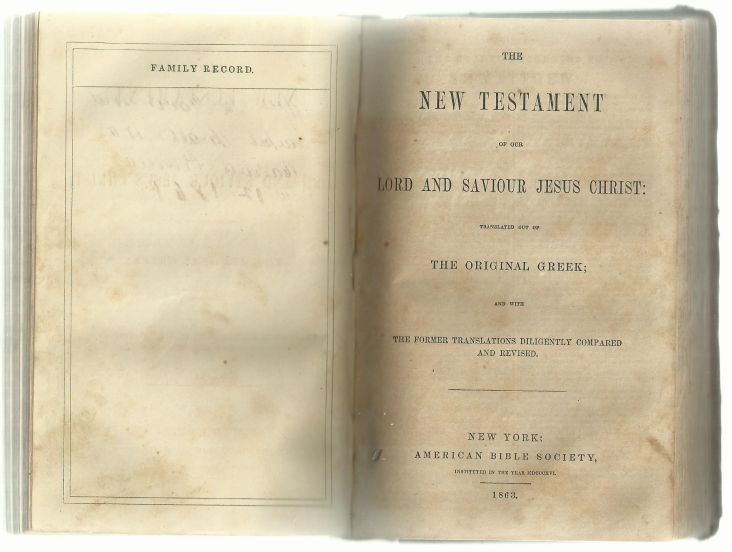 FAMILY RECORD.
THE
NEW TESTAMENT
OF OUR
LORD AND SAVIOUR JESUS CHRIST:
TRANSLATED OUT OF
THE ORIGINAL GREEK;
AND WITH
THE FORMER TRANSLATIONS DILIGENTLY COMPARED
AND REVISED.
NEW YORK:
AMERICAN BIBLE SOCIETY,
INSTITUTED IN THE YEAR MDCCCXVI.
1863.